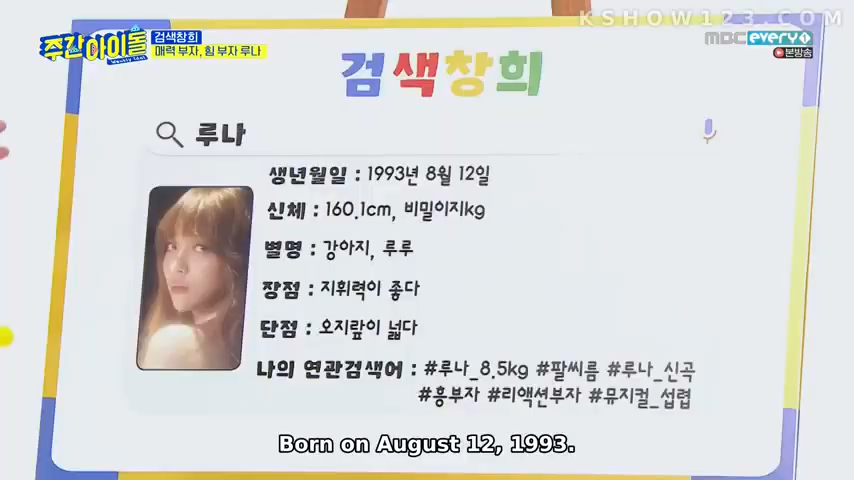 KSHOW123.COM
주간아이돌
Weekly Idol
검색창희
매력 부자, 힘 부자 루나
MBC every1
본방송
검색창희
루나
생년월일 : 1993년 8월 12일
신체 : 160.1cm, 비밀이지kg
별명 : 강아지, 루루
장점 : 지휘력이 좋다
단점 : 오지랖이 넓다
나의 연관검색어 : #루나_8.5kg #팔씨름 #루나_신곡
#흥부자 #리액션부자 #뮤지컬_섭렵
Born on August 12, 1993.